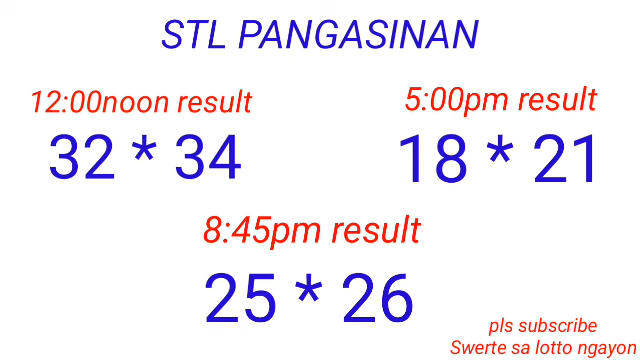 STL PANGASINAN
12:00noon result
32 * 34
5:00pm result
18 * 21
8:45pm result
25 * 26
pls subscribe
Swerte sa lotto ngayon